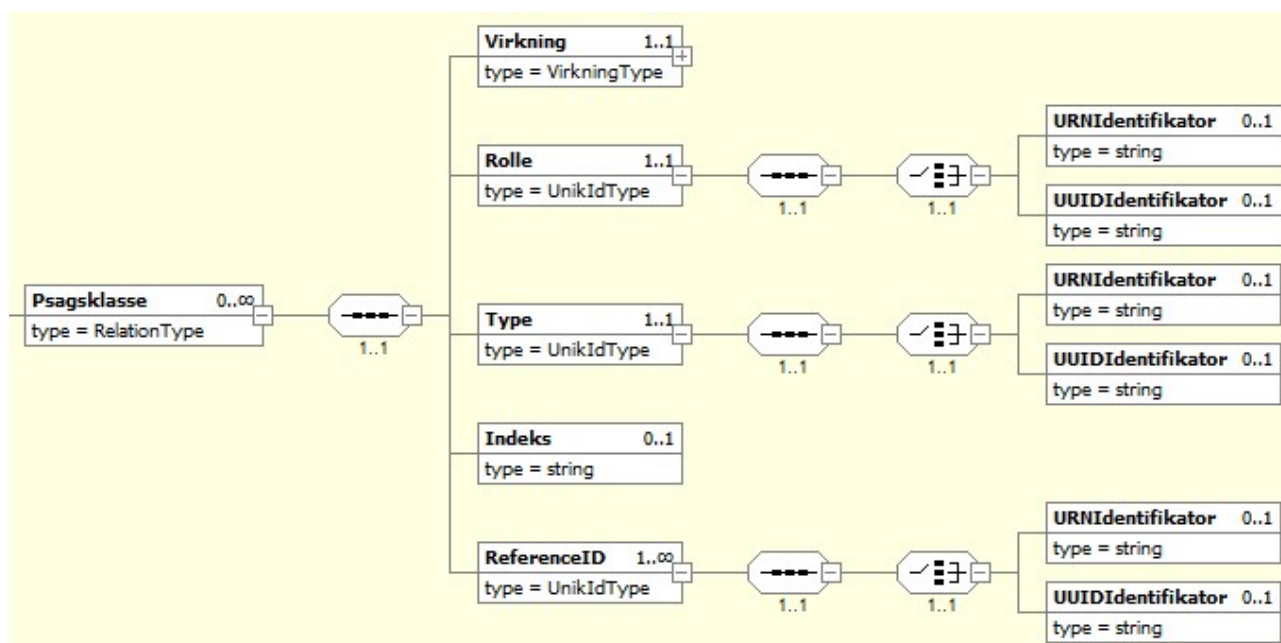 Psagsklasse 0..∞
type = RelationType
1..1
Virkning 1..1
type = VirkningType
Rolle 1..1
type = UnikIdType
1..1
1..1
URNIdentifikator 0..1
type = string
UUIDIdentifikator 0..1
type = string
Type 1..1
type = UnikIdType
1..1
1..1
URNIdentifikator 0..1
type = string
UUIDIdentifikator 0..1
type = string
Indeks 0..1
type = string
ReferenceID 1..∞
type = UnikIdType
1..1
1..1
URNIdentifikator 0..1
type = string
UUIDIdentifikator 0..1
type = string